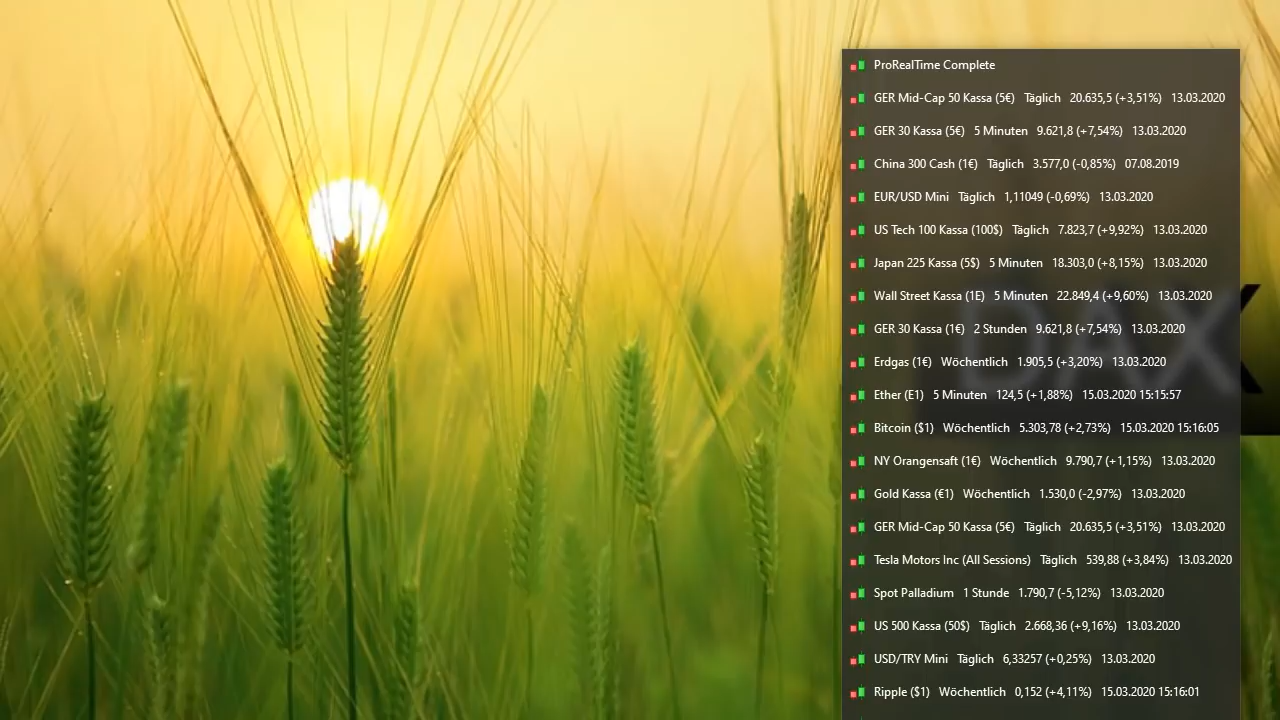 ProRealTime Complete
GER Mid-Cap 50 Kassa (5€) Täglich 20.635,5 (+3,51%) 13.03.2020
GER 30 Kassa (5€) 5 Minuten 9.621,8 (+7,54%) 13.03.2020
China 300 Cash (1€) Täglich 3.577,0 (-0,85%) 07.08.2019
EUR/USD Mini Täglich 1,11049 (-0,69%) 13.03.2020
US Tech 100 Kassa (100$) Täglich 7.823,7 (+9,92%) 13.03.2020
Japan 225 Kassa (5$) 5 Minuten 18.303,0 (+8,15%) 13.03.2020
Wall Street Kassa (1E) 5 Minuten 22.849,4 (+9,60%) 13.03.2020
GER 30 Kassa (1€) 2 Stunden 9.621,8 (+7,54%) 13.03.2020
Erdgas (1€) Wöchentlich 1.905,5 (+3,20%) 13.03.2020
Ether (E1) 5 Minuten 124,5 (+1,88%) 15.03.2020 15:15:57
Bitcoin ($1) Wöchentlich 5.303,78 (+2,73%) 15.03.2020 15:16:05
NY Orangensaft (1€) Wöchentlich 9.790,7 (+1,15%) 13.03.2020
Gold Kassa (€1) Wöchentlich 1.530,0 (-2,97%) 13.03.2020
GER Mid-Cap 50 Kassa (5€) Täglich 20.635,5 (+3,51%) 13.03.2020
Tesla Motors Inc (All Sessions) Täglich 539,88 (+3,84%) 13.03.2020
Spot Palladium 1 Stunde 1.790,7 (-5,12%) 13.03.2020
US 500 Kassa (50$) Täglich 2.668,36 (+9,16%) 13.03.2020
USD/TRY Mini Täglich 6,33257 (+0,25%) 13.03.2020
Ripple ($1) Wöchentlich 0,152 (+4,11%) 15.03.2020 15:16:01
DAX